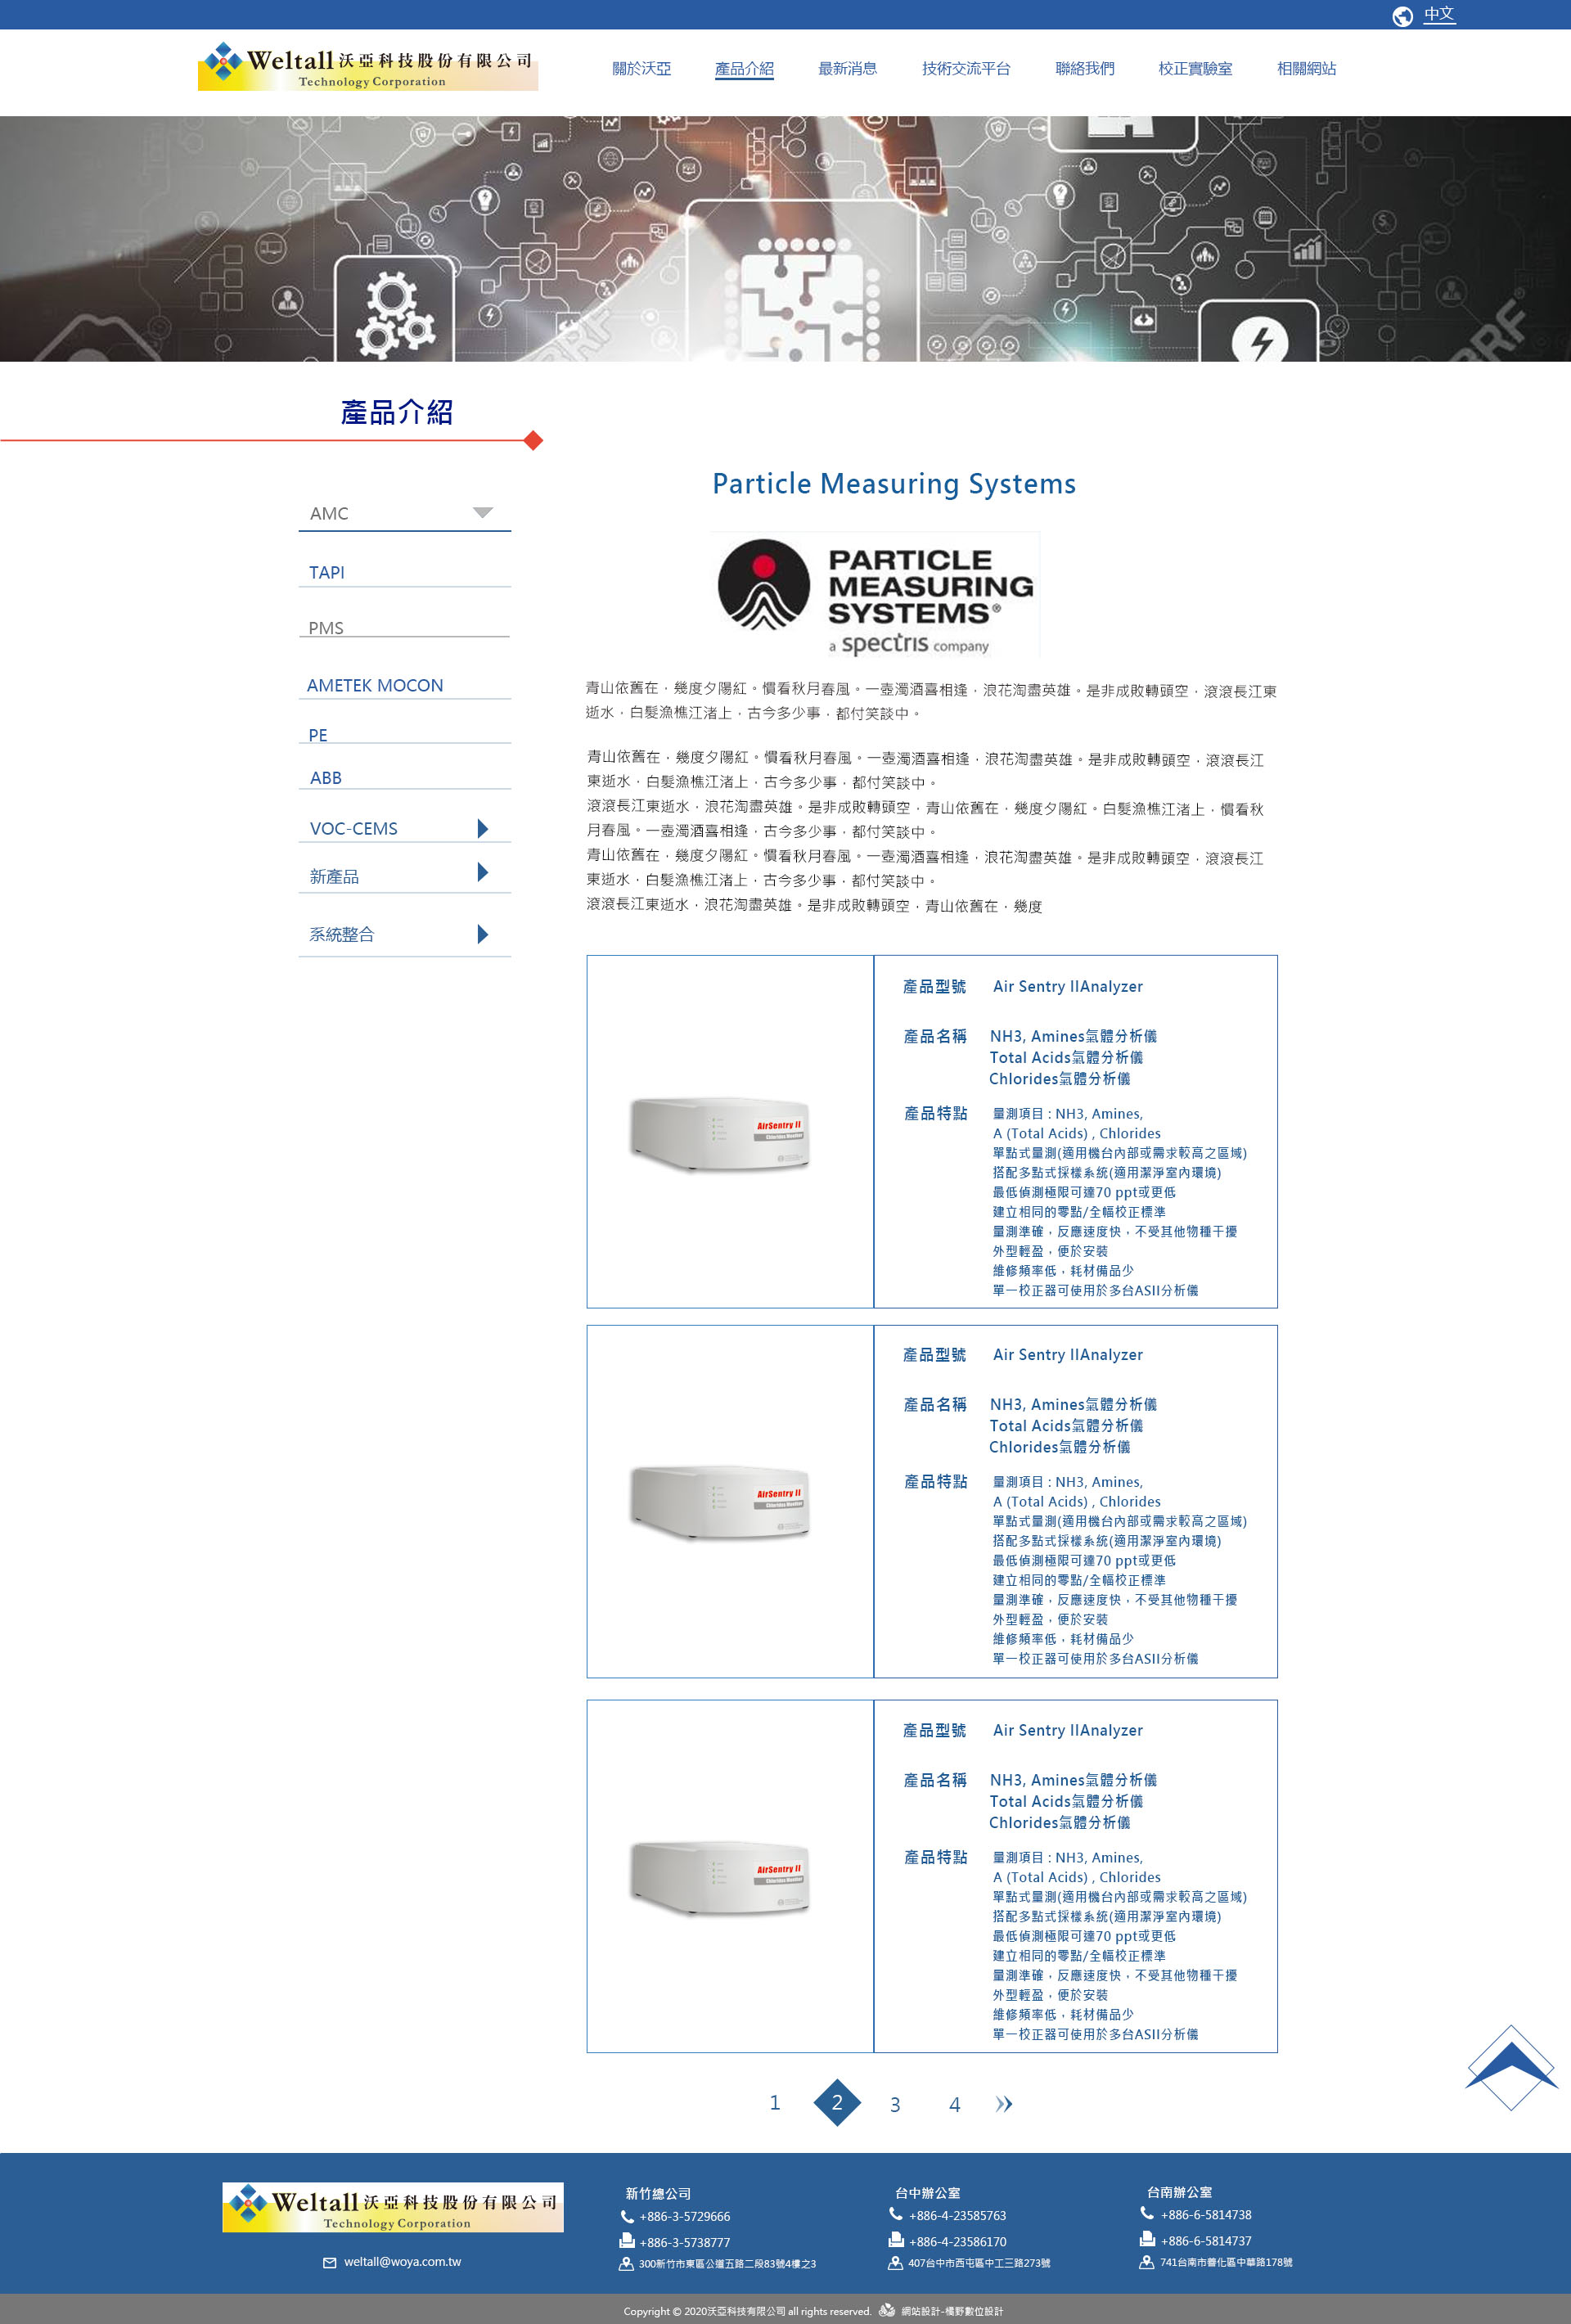 中文
Weltall 沃亞科技股份有限公司
Technology Corporation
關於沃亞 產品介紹 最新消息 技術交流平台 聯絡我們 校正實驗室 相關網站
產品介紹
AMC
TAPI
PMS
AMETEK MOCON
PE
ABB
VOC-CEMS
新產品
系統整合
Particle Measuring Systems
PARTICLE
MEASURING
SYSTEMS®
a spectris company
青山依舊在，幾度夕陽紅。慣看秋月春風。一壺濁酒喜相逢，浪花淘盡英雄。是非成敗轉頭空，滾滾長江東
逝水，白髮漁樵江渚上，古今多少事，都付笑談中。
青山依舊在，幾度夕陽紅。慣看秋月春風。一壺濁酒喜相逢，浪花淘盡英雄。是非成敗轉頭空，滾滾長江
東逝水，白髮漁樵江渚上，古今多少事，都付笑談中。
滾滾長江東逝水，浪花淘盡英雄。是非成敗轉頭空，青山依舊在，幾度夕陽紅。白髮漁樵江渚上，慣看秋
月春風。一壺濁酒喜相逢，古今多少事，都付笑談中。
青山依舊在，幾度夕陽紅。慣看秋月春風。一壺濁酒喜相逢，浪花淘盡英雄。是非成敗轉頭空，滾滾長江
東逝水，白髮漁樵江渚上，古今多少事，都付笑談中。
滾滾長江東逝水，浪花淘盡英雄。是非成敗轉頭空，青山依舊在，幾度
AirSentry II
Chlorides Monitor
產品型號 Air Sentry IIAnalyzer
產品名稱 NH3, Amines氣體分析儀
Total Acids氣體分析儀
Chlorides氣體分析儀
產品特點 量測項目 : NH3, Amines,
A (Total Acids) , Chlorides
單點式量測(適用機台內部或需求較高之區域)
搭配多點式採樣系統(適用潔淨室內環境)
最低偵測極限可達70 ppt或更低
建立相同的零點/全幅校正標準
量測準確，反應速度快，不受其他物種干擾
外型輕盈，便於安裝
維修頻率低，耗材備品少
單一校正器可使用於多台ASII分析儀
AirSentry II
Chlorides Monitor
產品型號 Air Sentry IIAnalyzer
產品名稱 NH3, Amines氣體分析儀
Total Acids氣體分析儀
Chlorides氣體分析儀
產品特點 量測項目 : NH3, Amines,
A (Total Acids) , Chlorides
單點式量測(適用機台內部或需求較高之區域)
搭配多點式採樣系統(適用潔淨室內環境)
最低偵測極限可達70 ppt或更低
建立相同的零點/全幅校正標準
量測準確，反應速度快，不受其他物種干擾
外型輕盈，便於安裝
維修頻率低，耗材備品少
單一校正器可使用於多台ASII分析儀
AirSentry II
Chlorides Monitor
產品型號 Air Sentry IIAnalyzer
產品名稱 NH3, Amines氣體分析儀
Total Acids氣體分析儀
Chlorides氣體分析儀
產品特點 量測項目 : NH3, Amines,
A (Total Acids) , Chlorides
單點式量測(適用機台內部或需求較高之區域)
搭配多點式採樣系統(適用潔淨室內環境)
最低偵測極限可達70 ppt或更低
建立相同的零點/全幅校正標準
量測準確，反應速度快，不受其他物種干擾
外型輕盈，便於安裝
維修頻率低，耗材備品少
單一校正器可使用於多台ASII分析儀
1 2 3 4 »
Weltall 沃亞科技股份有限公司
Technology Corporation
weltall@woya.com.tw
新竹總公司
+886-3-5729666
+886-3-5738777
300新竹市東區公道五路二段83號4樓之3
台中辦公室
+886-4-23585763
+886-4-23586170
407台中市西屯區中工三路273號
台南辦公室
+886-6-5814738
+886-6-5814737
741台南市善化區中華路178號
Copyright © 2020沃亞科技有限公司 all rights reserved. 網站設計-橘野數位設計